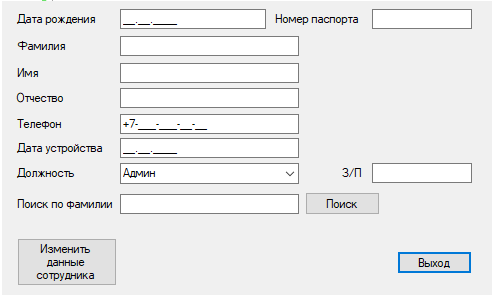 Дата рождения __.__.____ Номер паспорта
Фамилия
Имя
Отчество
Телефон +7-___-___-__-__
Дата устройства __.__.____
Должность Админ З/П
Поиск по фамилии Поиск
Изменить
данные
сотрудника
Выход